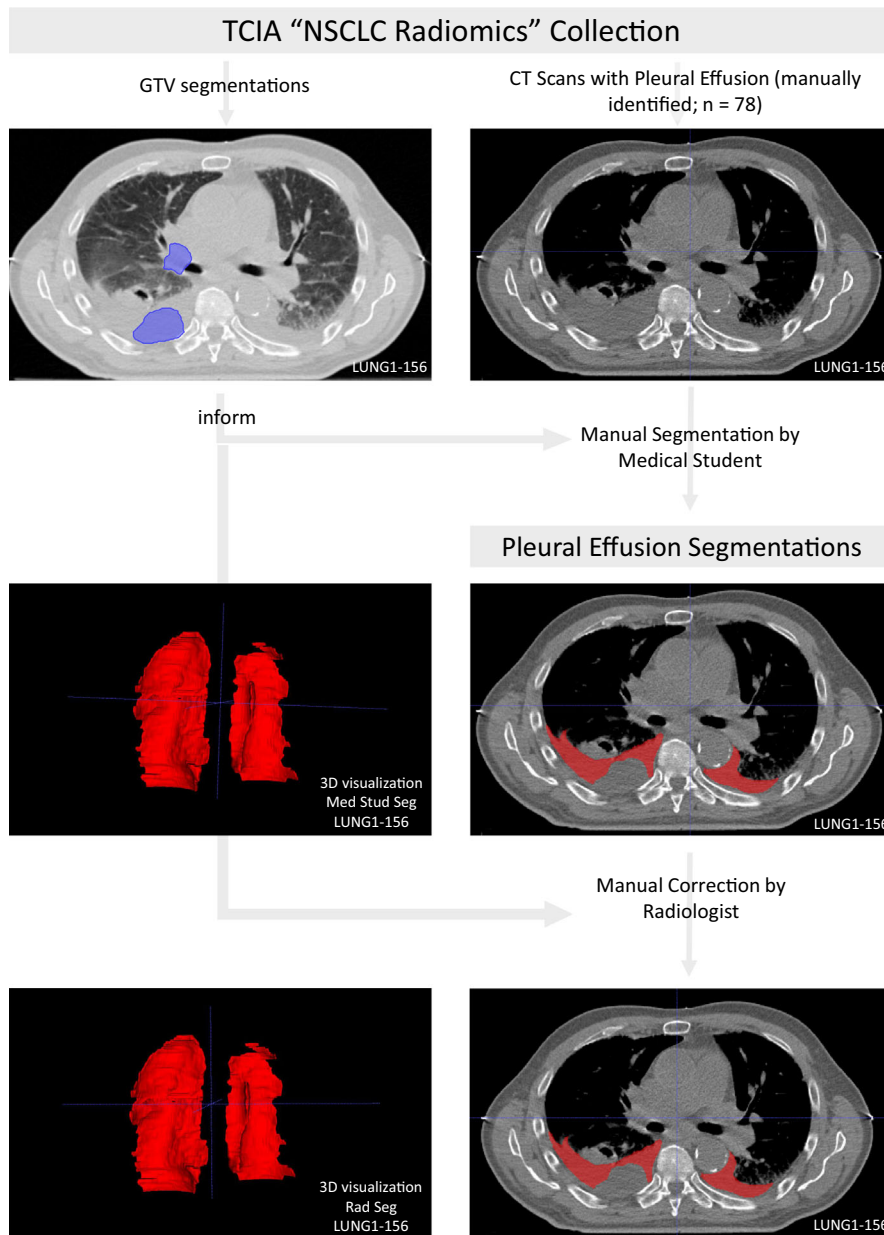 TCIA “NSCLC Radiomics” Collection
GTV segmentations
CT Scans with Pleural Effusion (manually
identified; n = 78)
LUNG1-156
LUNG1-156
inform
Manual Segmentation by
Medical Student
Pleural Effusion Segmentations
3D visualization
Med Stud Seg
LUNG1-156
LUNG1-156
Manual Correction by
Radiologist
3D visualization
Rad Seg
LUNG1-156
LUNG1-156